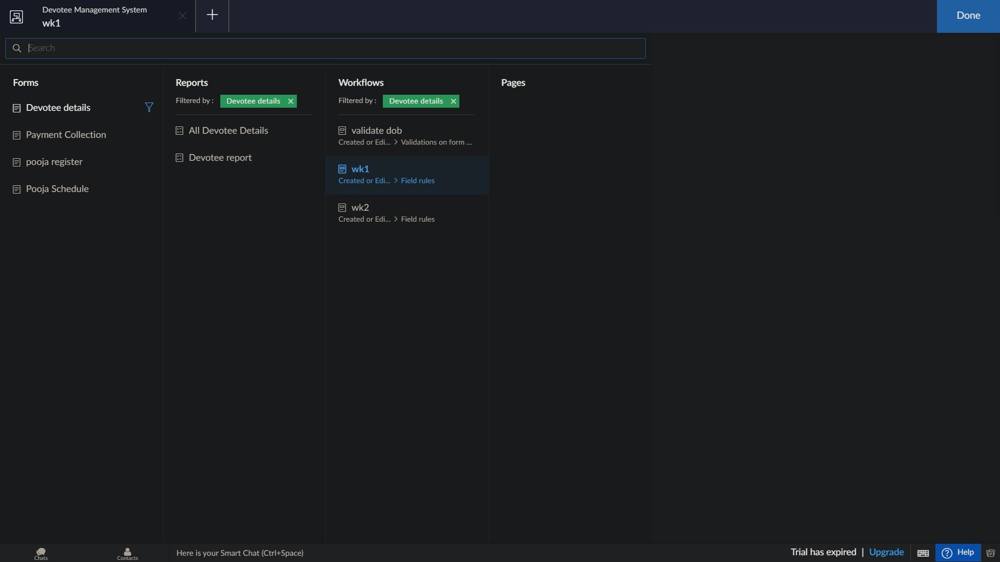 Devotee Management System
wk1
Done
Search
Forms
Devotee details
Payment Collection
pooja register
Pooja Schedule
Reports
Filtered by : Devotee details
All Devotee Details
Devotee report
Workflows
Filtered by : Devotee details
validate dob
Created or Edi... > Validations on form ...
wk1
Created or Edi... > Field rules
wk2
Created or Edi... > Field rules
Pages
Chats
Contacts
Here is your Smart Chat (Ctrl+Space)
Trial has expired | Upgrade
Help